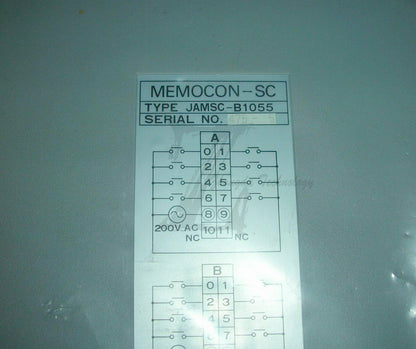 MEMOCON-SC
TYPE JAMSC-B1055
SERIAL NO.
A
0 1
2 3
4 5
6 7
8 9
200V.AC 10 11
NC NC
B
0 1
2 3
4 5
6 7